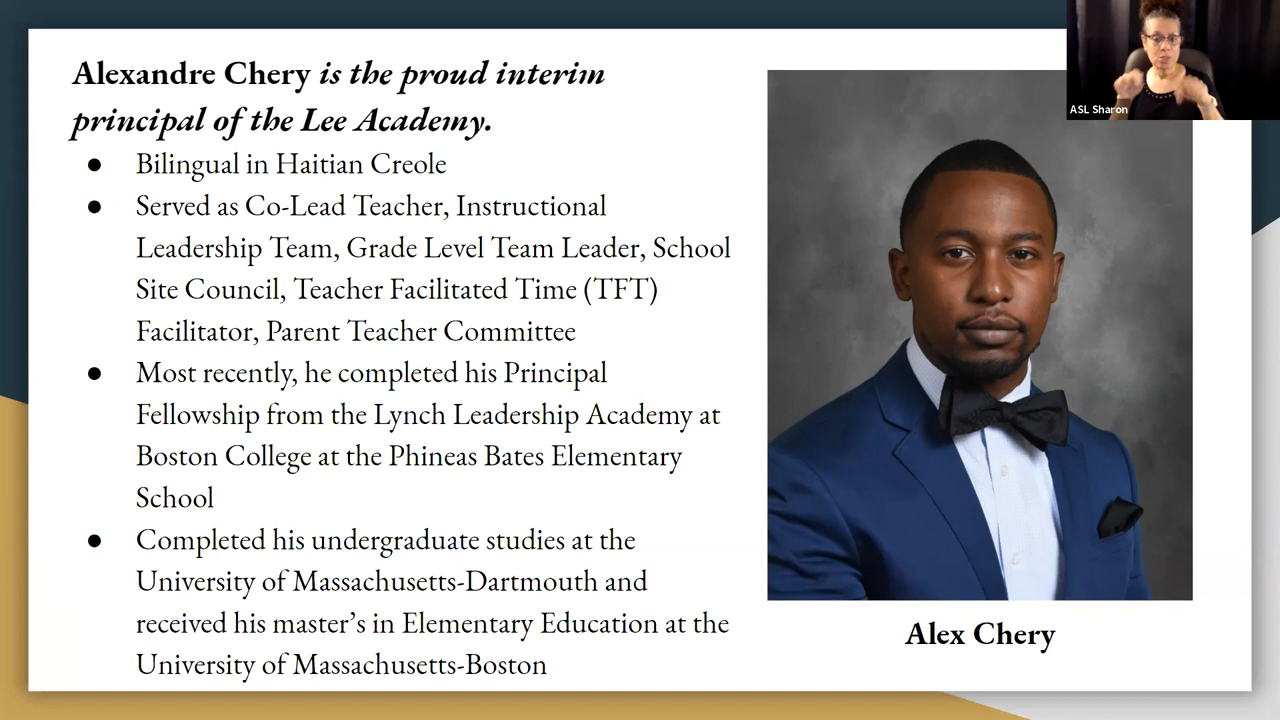 Alexandre Chery is the proud interim
principal of the Lee Academy.
● Bilingual in Haitian Creole
● Served as Co-Lead Teacher, Instructional
Leadership Team, Grade Level Team Leader, School
Site Council, Teacher Facilitated Time (TFT)
Facilitator, Parent Teacher Committee
● Most recently, he completed his Principal
Fellowship from the Lynch Leadership Academy at
Boston College at the Phineas Bates Elementary
School
● Completed his undergraduate studies at the
University of Massachusetts-Dartmouth and
received his master’s in Elementary Education at the
University of Massachusetts-Boston
Alex Chery
ASL Sharon